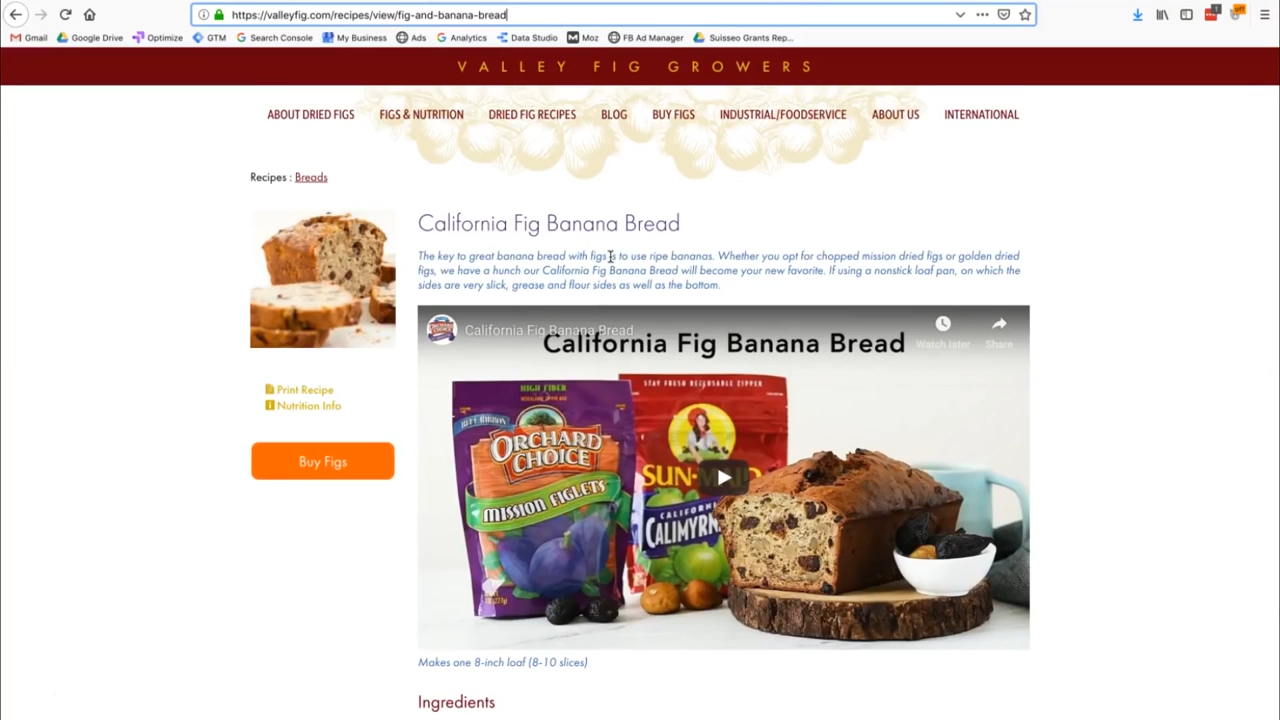 https://valleyfig.com/recipes/view/fig-and-banana-bread
Gmail Google Drive Optimize GTM Search Console My Business Ads Analytics Data Studio Moz FB Ad Manager Suisseo Grants Rep...
VALLEY FIG GROWERS
ABOUT DRIED FIGS FIGS & NUTRITION DRIED FIG RECIPES BLOG BUY FIGS INDUSTRIAL/FOODSERVICE ABOUT US INTERNATIONAL
Recipes : Breads
California Fig Banana Bread
The key to great banana bread with figs is to use ripe bananas. Whether you opt for chopped mission dried figs or golden dried
figs, we have a hunch our California Fig Banana Bread will become your new favorite. If using a nonstick loaf pan, on which the
sides are very slick, grease and flour sides as well as the bottom.
California Fig Banana Bread
Watch later
Share
California Fig Banana Bread
HIGH FIBER
ORCHARD
CHOICE
MISSION FIGLETS
STAY FRESH RECLOSABLE ZIPPER
SUN-MAID
CALIFORNIA
CALIMYRN
Print Recipe
Nutrition Info
Buy Figs
Makes one 8-inch loaf (8-10 slices)
Ingredients